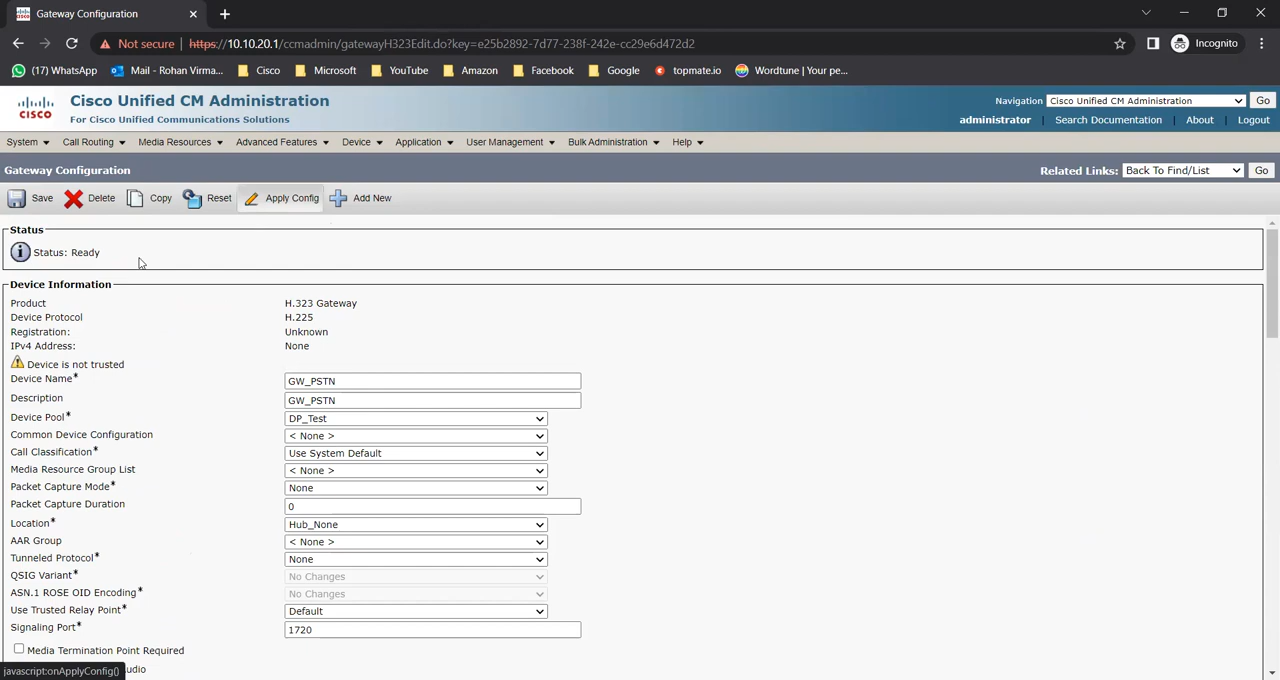 Gateway Configuration
Not secure | https://10.10.20.1/ccmadmin/gatewayH323Edit.do?key=e25b2892-7d77-238f-242e-cc29e6d472d2
Incognito
(17) WhatsApp Mail - Rohan Virma... Cisco Microsoft YouTube Amazon Facebook Google topmate.io Wordtune | Your pe...
CISCO
Cisco Unified CM Administration
For Cisco Unified Communications Solutions
Navigation Cisco Unified CM Administration Go
administrator | Search Documentation | About | Logout
System Call Routing Media Resources Advanced Features Device Application User Management Bulk Administration Help
Gateway Configuration
Related Links: Back To Find/List Go
Save Delete Copy Reset Apply Config Add New
Status
Status: Ready
Device Information
Product H.323 Gateway
Device Protocol H.225
Registration: Unknown
IPv4 Address: None
Device is not trusted
Device Name* GW_PSTN
Description GW_PSTN
Device Pool* DP_Test
Common Device Configuration < None >
Call Classification* Use System Default
Media Resource Group List < None >
Packet Capture Mode* None
Packet Capture Duration 0
Location* Hub_None
AAR Group < None >
Tunneled Protocol* None
QSIG Variant* No Changes
ASN.1 ROSE OID Encoding* No Changes
Use Trusted Relay Point* Default
Signaling Port* 1720
Media Termination Point Required
javascript:onApplyConfig() udio